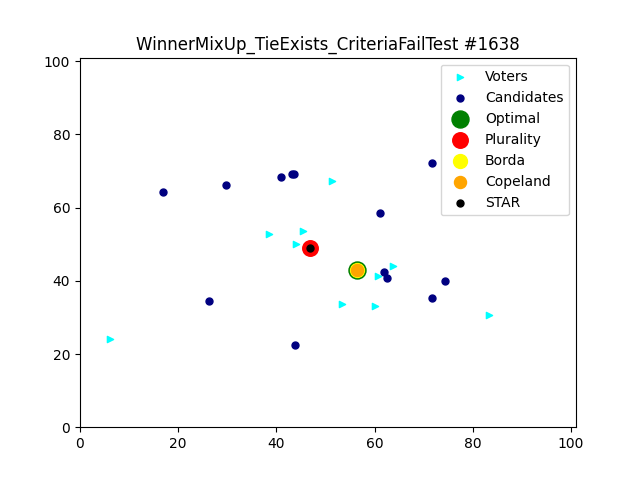 WinnerMixUp_TieExists_CriteriaFailTest #1638
100
80
60
40
20
0
0
20
40
60
80
100
Voters
Candidates
Optimal
Plurality
Borda
Copeland
STAR